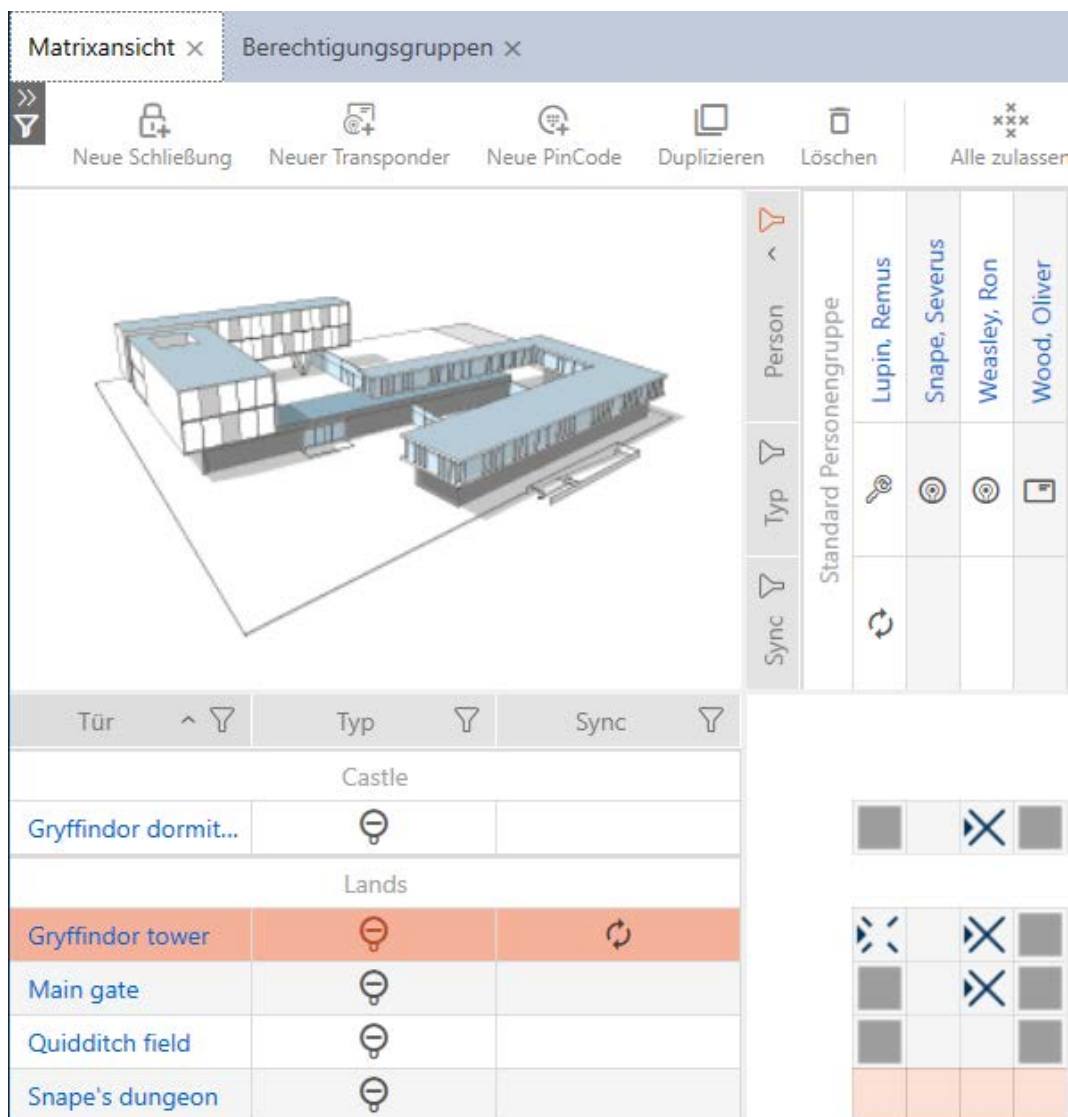 Matrixansicht
Berechtigungsgruppen
Neue Schließung
Neuer Transponder
Neue PinCode
Duplizieren
Löschen
Alle zulassen
Person
Typ
Sync
Standard Personengruppe
Lupin, Remus
Snape, Severus
Weasley, Ron
Wood, Oliver
Tür
Typ
Sync
Castle
Gryffindor dormit...
Lands
Gryffindor tower
Main gate
Quidditch field
Snape's dungeon